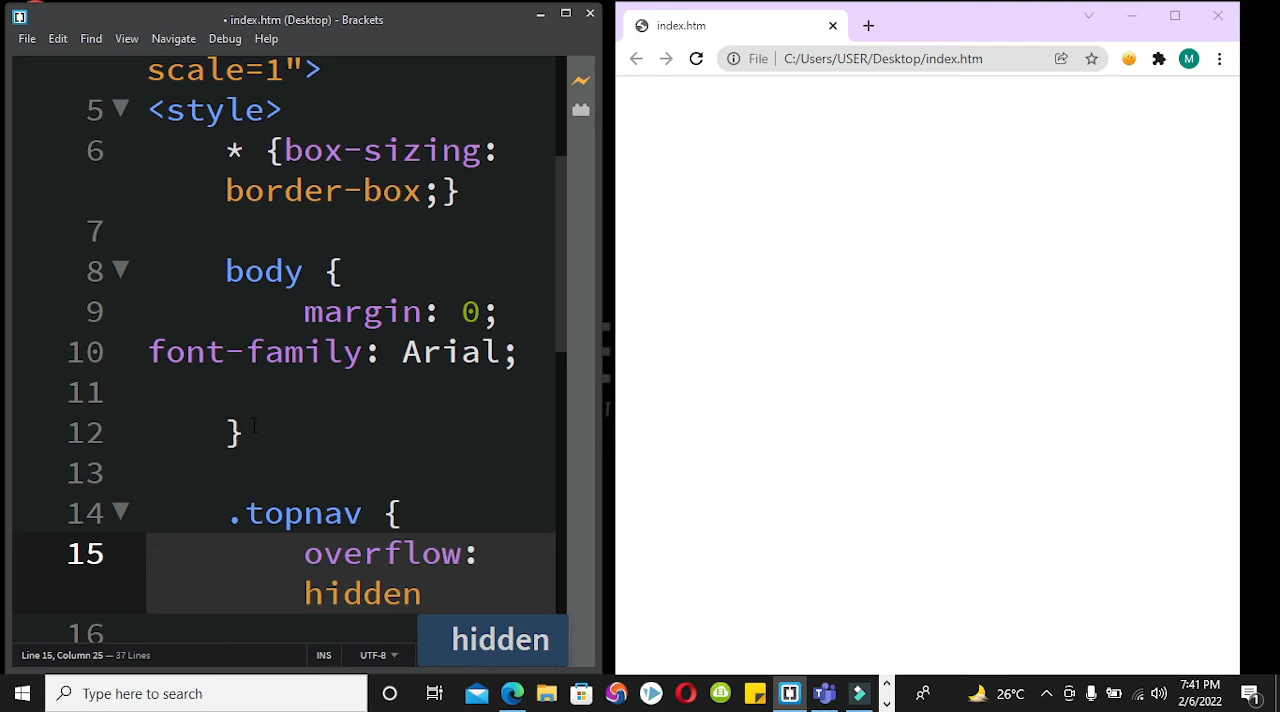 index.htm (Desktop) - Brackets
File Edit Find View Navigate Debug Help
scale=1">
5 <style>
6 * {box-sizing:
border-box;}
7
8 body {
9 margin: 0;
10 font-family: Arial;
11
12 }
13
14 .topnav {
15 overflow:
hidden
16
hidden
Line 15, Column 25 — 37 Lines
INS
UTF-8
index.htm
File C:/Users/USER/Desktop/index.htm
M
Type here to search
26°C
7:41 PM
2/6/2022
1